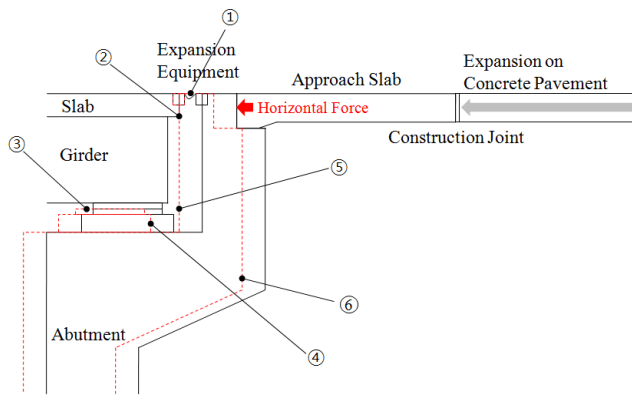 ①
Expansion
Equipment
②
Approach Slab
Expansion on
Concrete Pavement
Slab
Horizontal Force
Construction Joint
Girder
③
⑤
⑥
Abutment
④